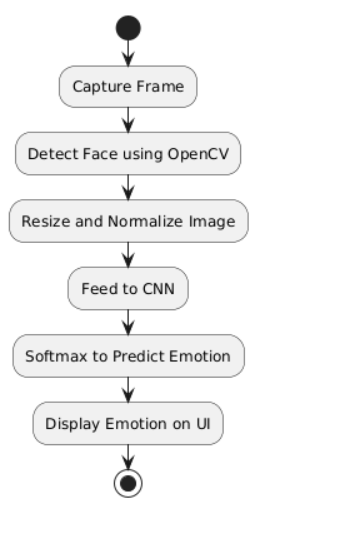 Capture Frame
Detect Face using OpenCV
Resize and Normalize Image
Feed to CNN
Softmax to Predict Emotion
Display Emotion on UI